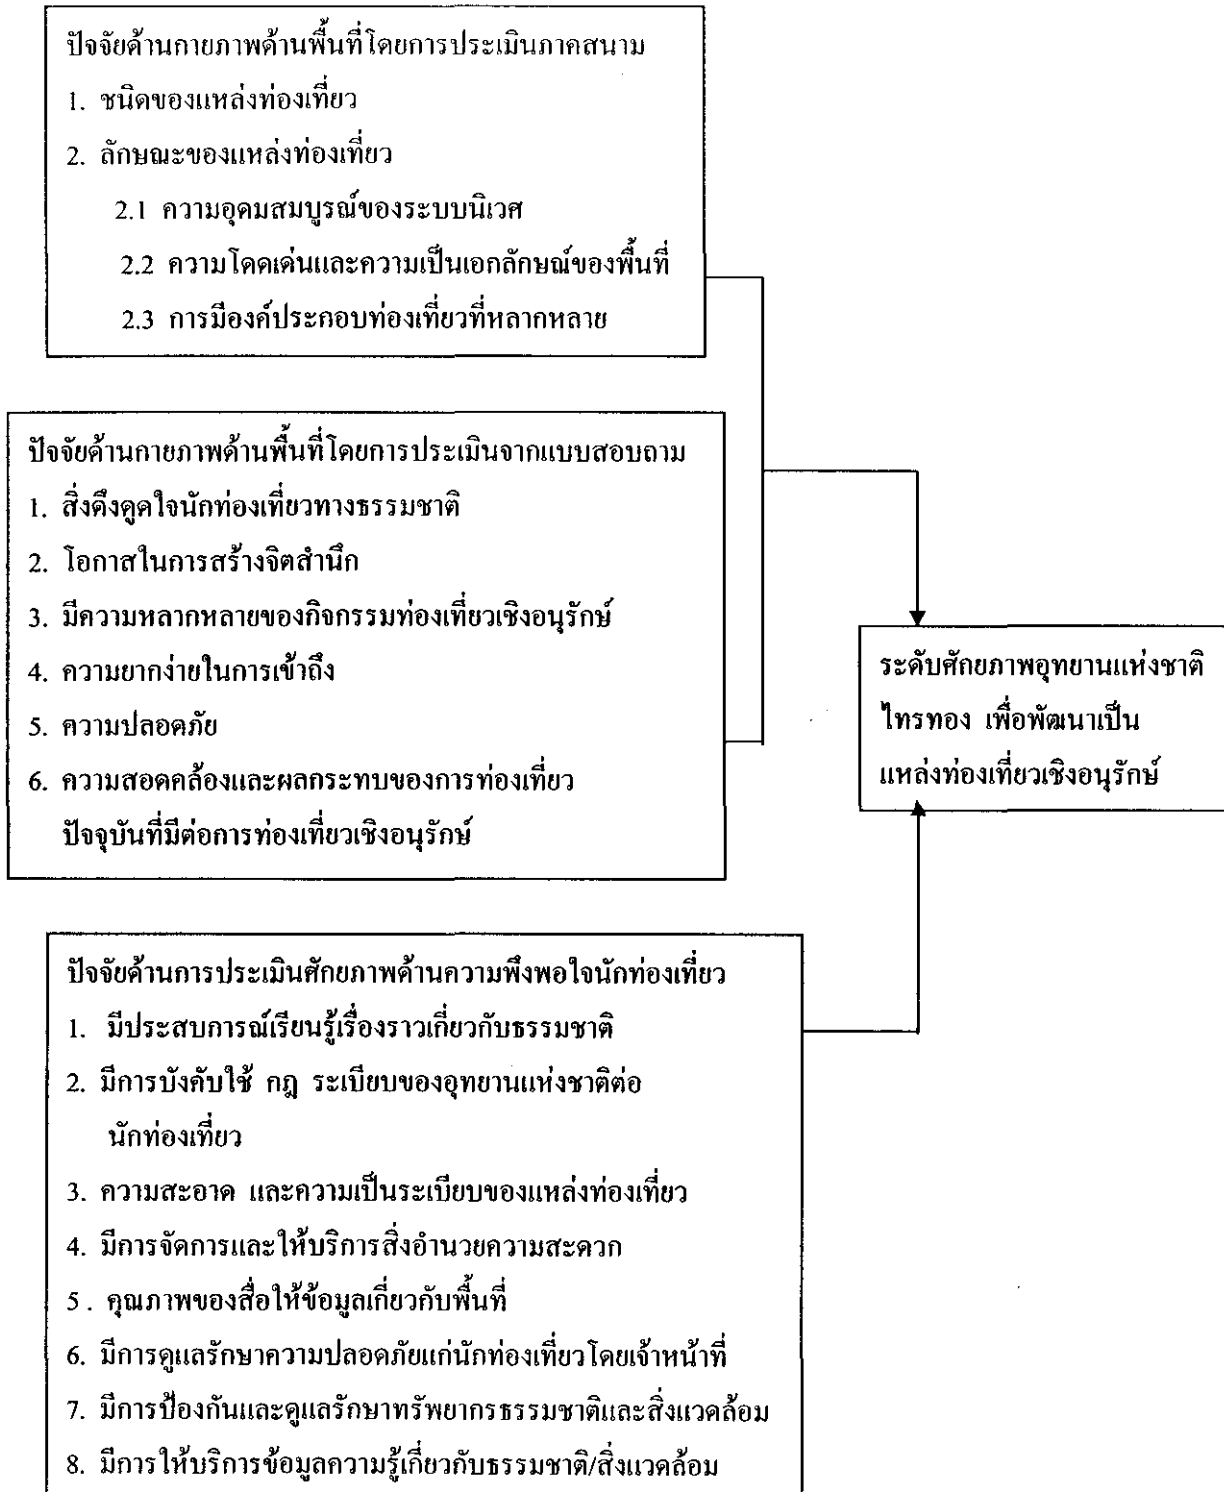 ปัจจัยด้านกายภาพด้านพื้นที่โดยการประเมินภาคสนาม
1. ชนิดของแหล่งท่องเที่ยว
2. ลักษณะของแหล่งท่องเที่ยว
2.1 ความอุดมสมบูรณ์ของระบบนิเวศ
2.2 ความโดดเด่นและความเป็นเอกลักษณ์ของพื้นที่
2.3 การมีองค์ประกอบท่องเที่ยวที่หลากหลาย
ปัจจัยด้านกายภาพด้านพื้นที่โดยการประเมินจากแบบสอบถาม
1. สิ่งดึงดูดใจนักท่องเที่ยวทางธรรมชาติ
2. โอกาสในการสร้างจิตสำนึก
3. มีความหลากหลายของกิจกรรมท่องเที่ยวเชิงอนุรักษ์
4. ความยากง่ายในการเข้าถึง
5. ความปลอดภัย
6. ความสอดคล้องและผลกระทบของการท่องเที่ยว
ปัจจุบันที่มีต่อการท่องเที่ยวเชิงอนุรักษ์
ระดับศักยภาพอุทยานแห่งชาติ
ไทรทอง เพื่อพัฒนาเป็น
แหล่งท่องเที่ยวเชิงอนุรักษ์
ปัจจัยด้านการประเมินศักยภาพด้านความพึงพอใจนักท่องเที่ยว
1. มีประสบการณ์เรียนรู้เรื่องราวเกี่ยวกับธรรมชาติ
2. มีการบังคับใช้ กฎ ระเบียบของอุทยานแห่งชาติต่อ
นักท่องเที่ยว
3. ความสะอาด และความเป็นระเบียบของแหล่งท่องเที่ยว
4. มีการจัดการและให้บริการสิ่งอำนวยความสะดวก
5 . คุณภาพของสื่อให้ข้อมูลเกี่ยวกับพื้นที่
6. มีการดูแลรักษาความปลอดภัยแก่นักท่องเที่ยวโดยเจ้าหน้าที่
7. มีการป้องกันและดูแลรักษาทรัพยากรธรรมชาติและสิ่งแวดล้อม
8. มีการให้บริการข้อมูลความรู้เกี่ยวกับธรรมชาติ/สิ่งแวดล้อม